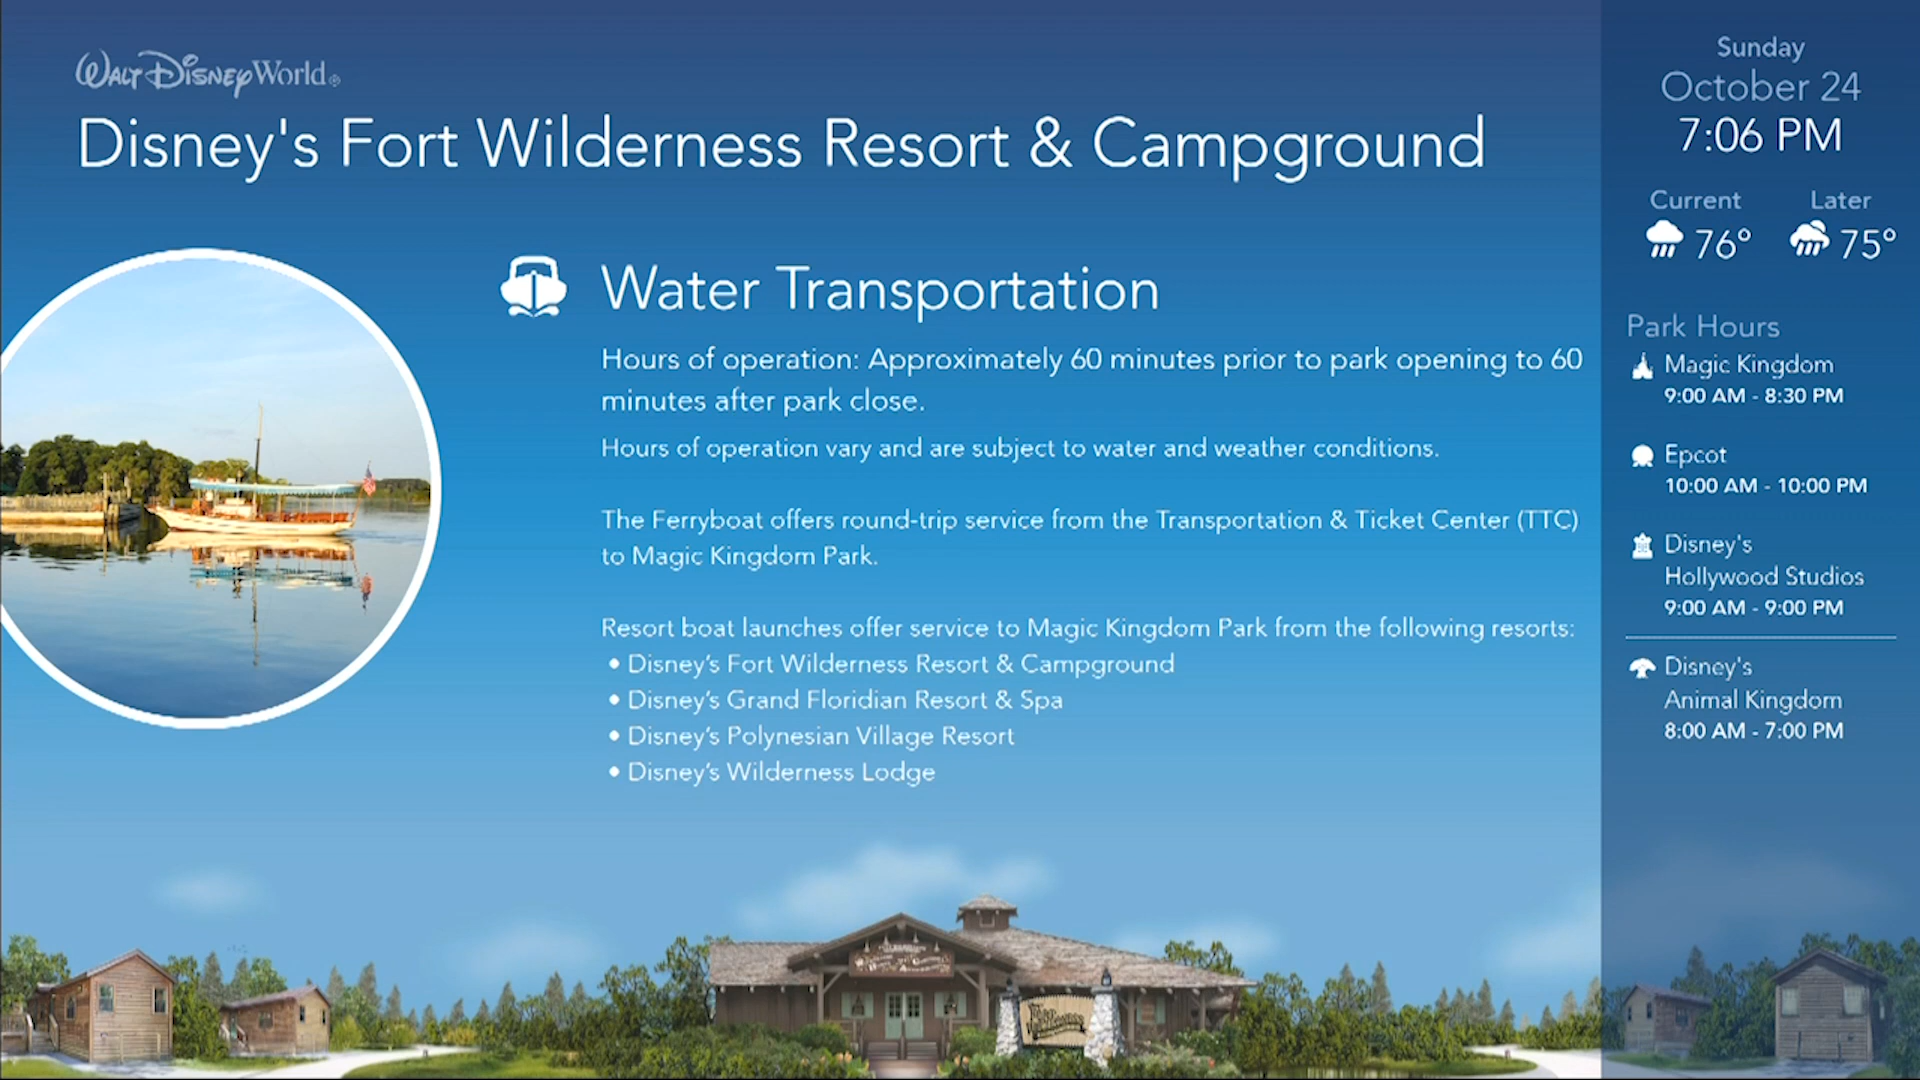 Walt Disney World
Disney's Fort Wilderness Resort & Campground
Water Transportation
Hours of operation: Approximately 60 minutes prior to park opening to 60
minutes after park close.
Hours of operation vary and are subject to water and weather conditions.
The Ferryboat offers round-trip service from the Transportation & Ticket Center (TTC)
to Magic Kingdom Park.
Resort boat launches offer service to Magic Kingdom Park from the following resorts:
• Disney’s Fort Wilderness Resort & Campground
• Disney’s Grand Floridian Resort & Spa
• Disney’s Polynesian Village Resort
• Disney’s Wilderness Lodge
Sunday
October 24
7:06 PM
Current Later
76° 75°
Park Hours
Magic Kingdom
9:00 AM - 8:30 PM
Epcot
10:00 AM - 10:00 PM
Disney's
Hollywood Studios
9:00 AM - 9:00 PM
Disney's
Animal Kingdom
8:00 AM - 7:00 PM